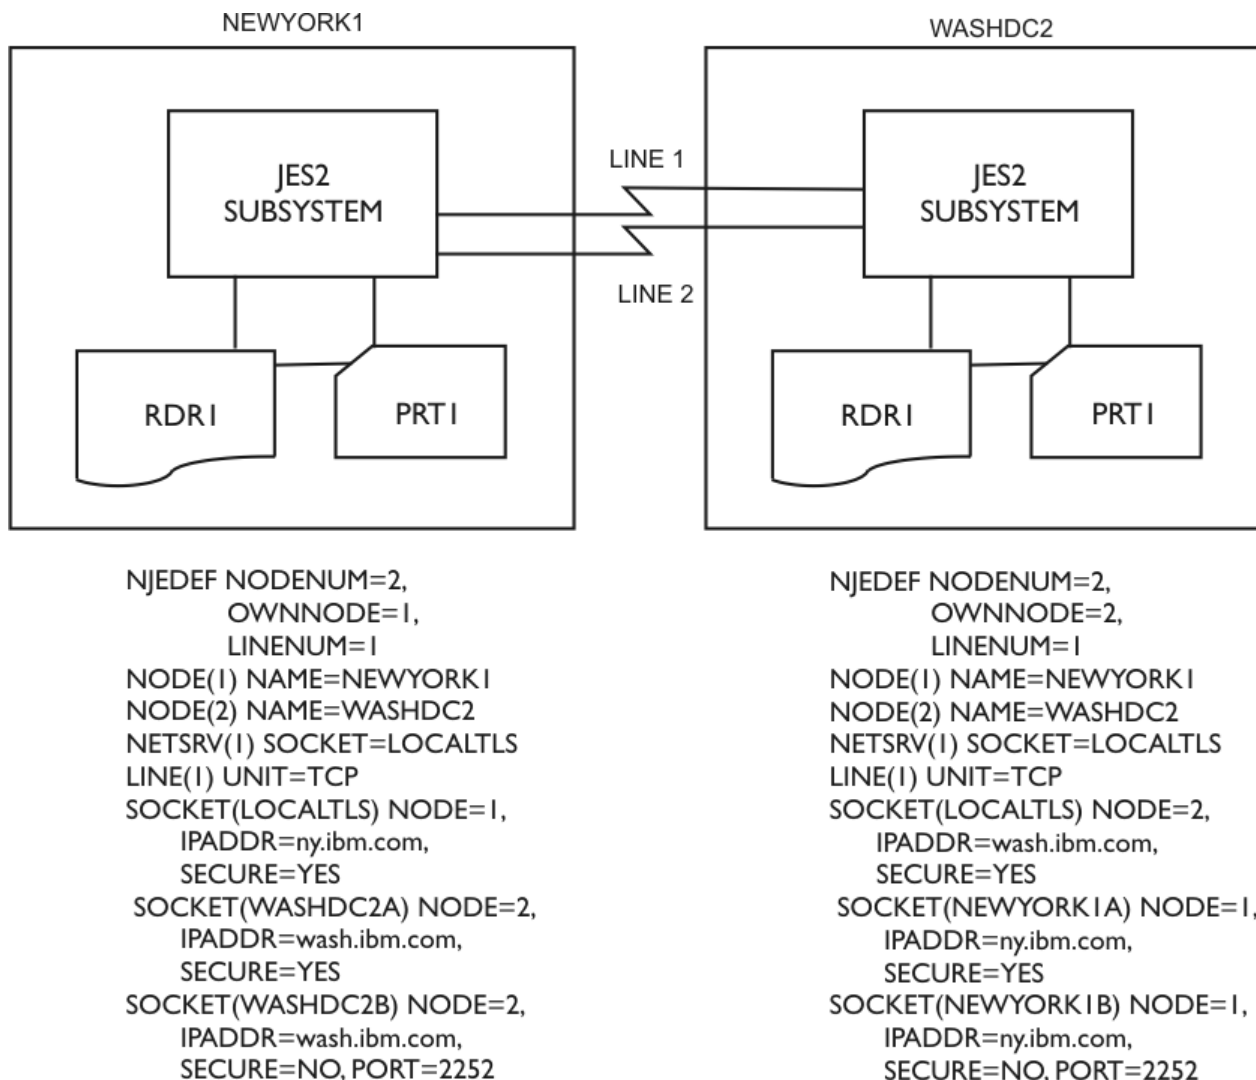 NEWYORK1
WASHDC2
JES2
SUBSYSTEM
LINE 1
LINE 2
JES2
SUBSYSTEM
RDR1
PRT1
RDR1
PRT1
NJEDEF NODENUM=2,
OWNNODE=1,
LINENUM=1
NODE(1) NAME=NEWYORK1
NODE(2) NAME=WASHDC2
NETSRV(1) SOCKET=LOCALTLS
LINE(1) UNIT=TCP
SOCKET(LOCALTLS) NODE=1,
IPADDR=ny.ibm.com,
SECURE=YES
SOCKET(WASHDC2A) NODE=2,
IPADDR=wash.ibm.com,
SECURE=YES
SOCKET(WASHDC2B) NODE=2,
IPADDR=wash.ibm.com,
SECURE=NO, PORT=2252
NJEDEF NODENUM=2,
OWNNODE=2,
LINENUM=1
NODE(1) NAME=NEWYORK1
NODE(2) NAME=WASHDC2
NETSRV(1) SOCKET=LOCALTLS
LINE(1) UNIT=TCP
SOCKET(LOCALTLS) NODE=2,
IPADDR=wash.ibm.com,
SECURE=YES
SOCKET(NEWYORK1A) NODE=1,
IPADDR=ny.ibm.com,
SECURE=YES
SOCKET(NEWYORK1B) NODE=1,
IPADDR=ny.ibm.com,
SECURE=NO, PORT=2252